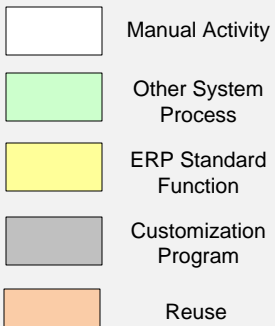 Manual Activity
Other System
Process
ERP Standard
Function
Customization
Program
Reuse